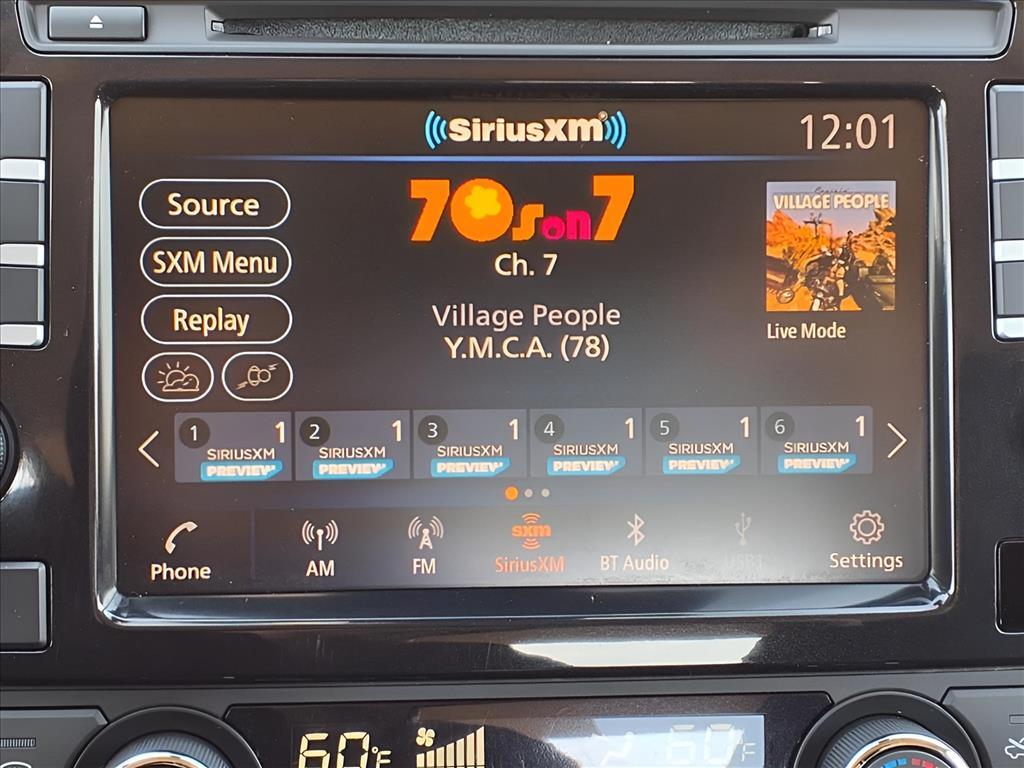 SiriusXM
12:01
Source
70s on 7
VILLAGE PEOPLE
SXM Menu
Ch. 7
Replay
Village People
Y.M.C.A. (78)
Live Mode
1 1 2 1 3 1 4 1 5 1 6 1
SIRIUSXM SIRIUSXM SIRIUSXM SIRIUSXM SIRIUSXM SIRIUSXM
PREVIEW PREVIEW PREVIEW PREVIEW PREVIEW PREVIEW
sxm
Phone AM FM SiriusXM BT Audio USB1 Settings
60°F 60°F